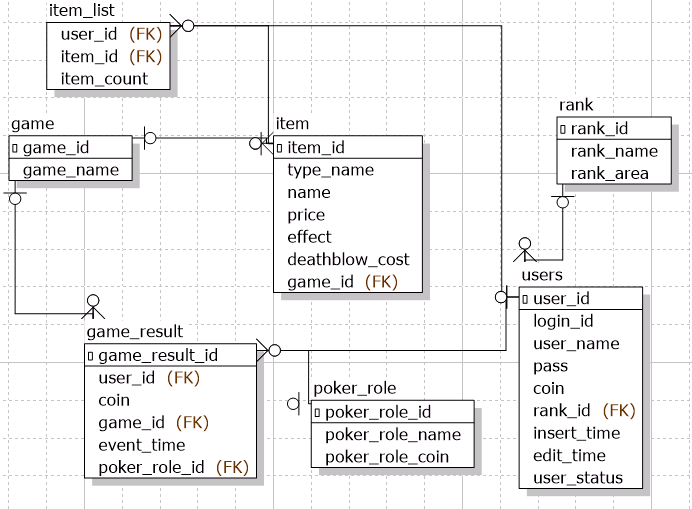 item_list
user_id (FK)
item_id (FK)
item_count
game
game_id
game_name
item
item_id
type_name
name
price
effect
deathblow_cost
game_id (FK)
rank
rank_id
rank_name
rank_area
users
user_id
login_id
user_name
pass
coin
rank_id (FK)
insert_time
edit_time
user_status
game_result
game_result_id
user_id (FK)
coin
game_id (FK)
event_time
poker_role_id (FK)
poker_role
poker_role_id
poker_role_name
poker_role_coin